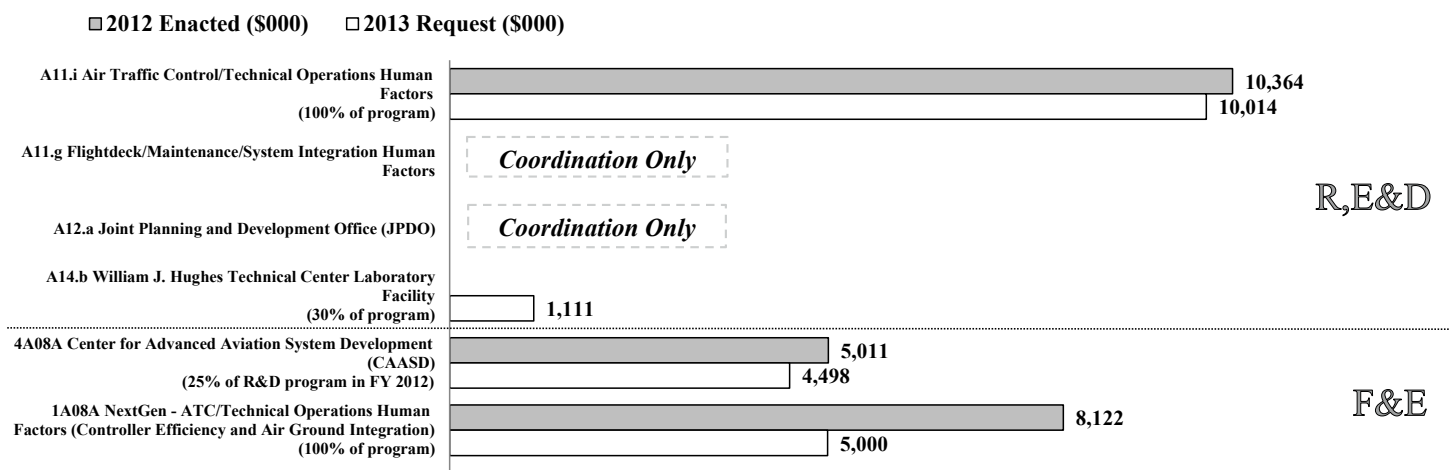 2012 Enacted ($000) 2013 Request ($000)
A11.i Air Traffic Control/Technical Operations Human
Factors
(100% of program)
10,364
10,014
A11.g Flightdeck/Maintenance/System Integration Human
Factors
Coordination Only
R,E&D
A12.a Joint Planning and Development Office (JPDO)
Coordination Only
A14.b William J. Hughes Technical Center Laboratory
Facility
(30% of program)
1,111
4A08A Center for Advanced Aviation System Development
(CAASD)
(25% of R&D program in FY 2012)
5,011
4,498
F&E
1A08A NextGen - ATC/Technical Operations Human
Factors (Controller Efficiency and Air Ground Integration)
(100% of program)
8,122
5,000